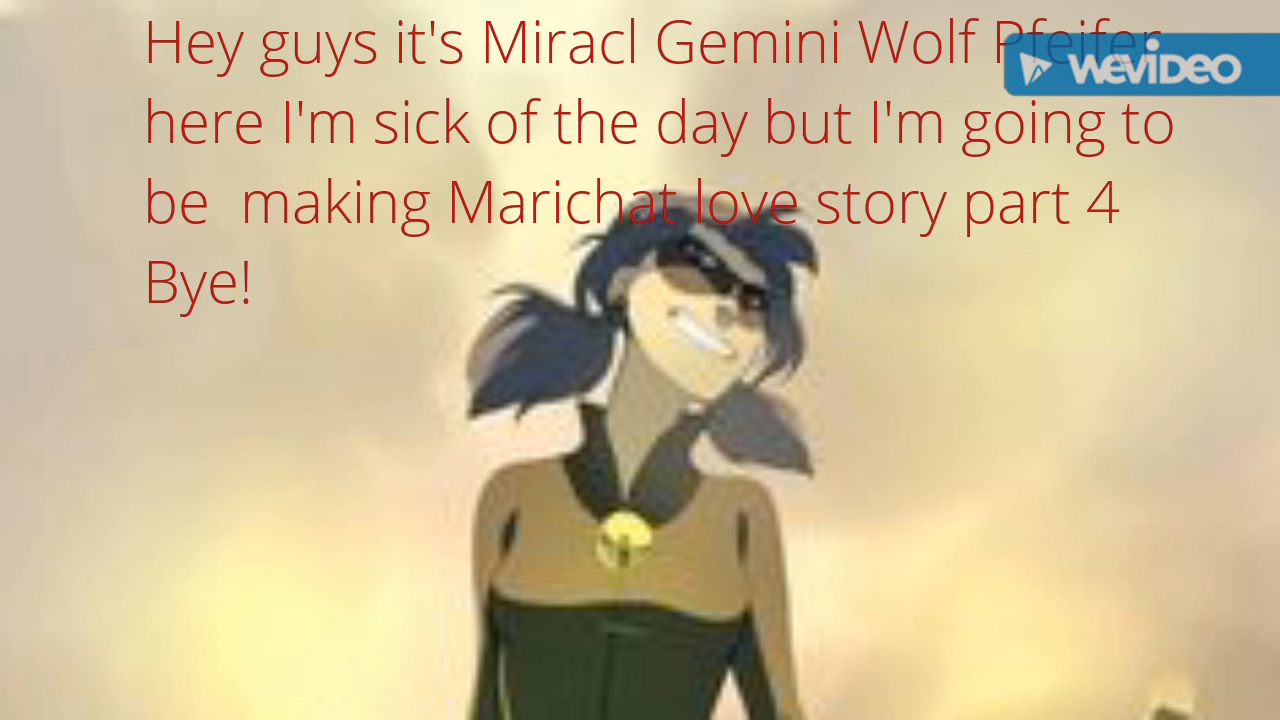 Hey guys it's Miracl Gemini Wolf Pfeifer
here I'm sick of the day but I'm going to
be  making Marichat love story part 4
Bye!
WEVIDEO